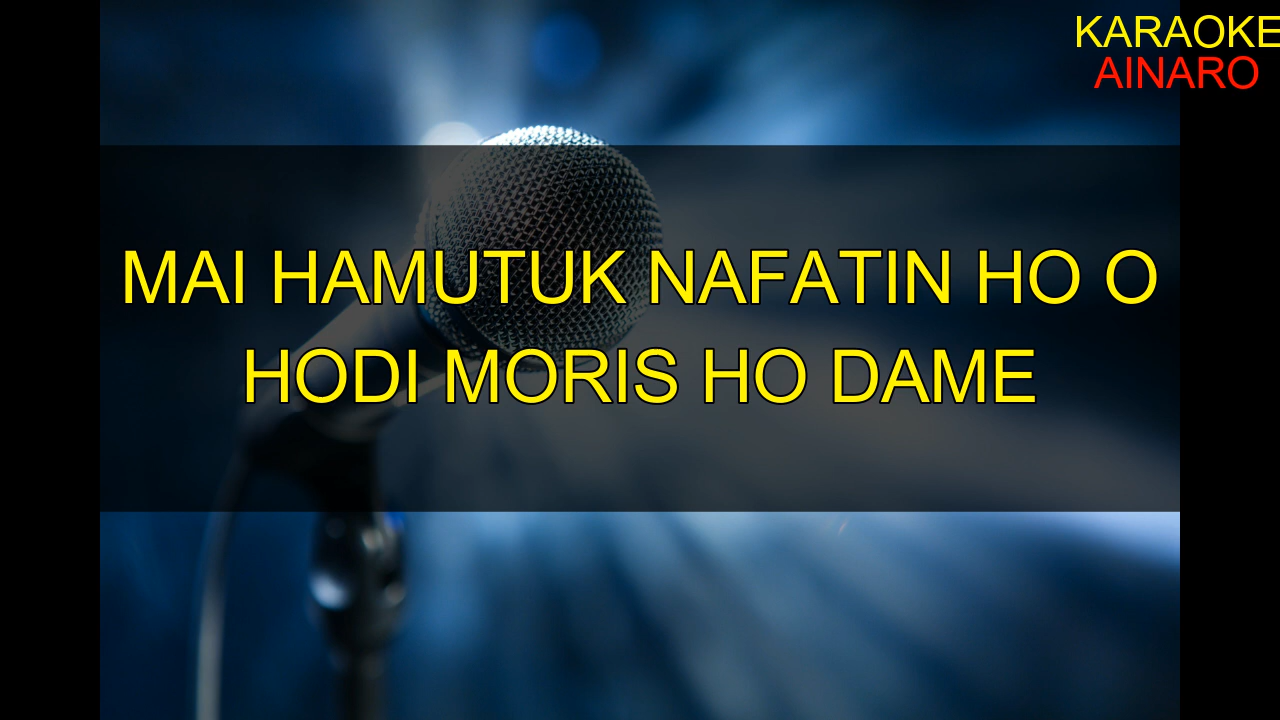 KARAOKE
AINARO
MAI HAMUTUK NAFATIN HO O
HODI MORIS HO DAME